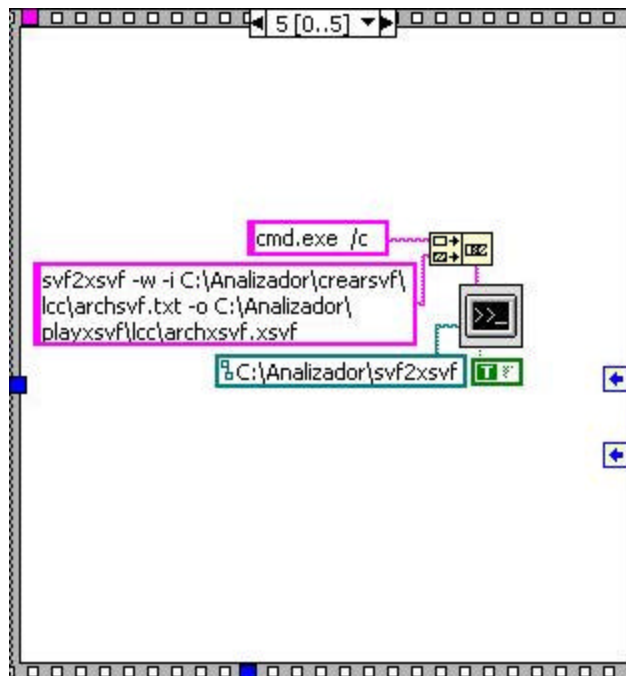 5 [0..5]
cmd.exe /c
svf2xsvf -w -i C:\Analizador\crearsvf\
lcc\archsvf.txt -o C:\Analizador\
playxsvf\lcc\archxsvf.xsvf
>>_
C:\Analizador\svf2xsvf
T